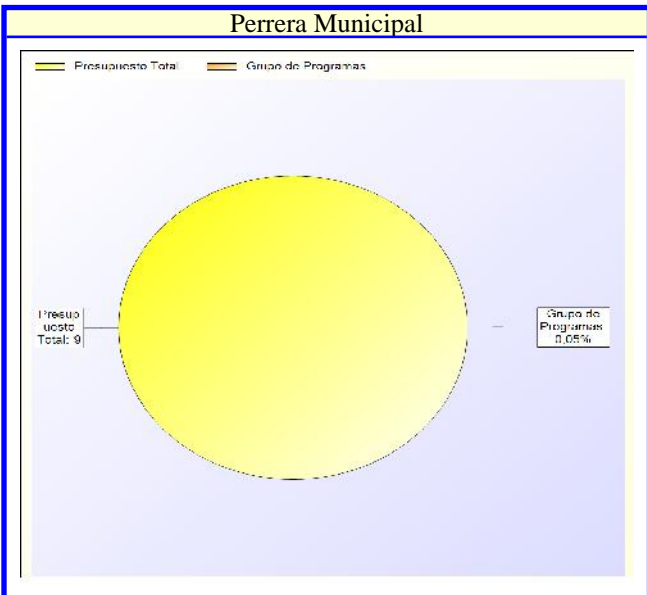 Perrera Municipal
Presupuesto Total    Grupo de Programas
Presup
uesto
Total: 9
Grupo de
Programas
0,05%